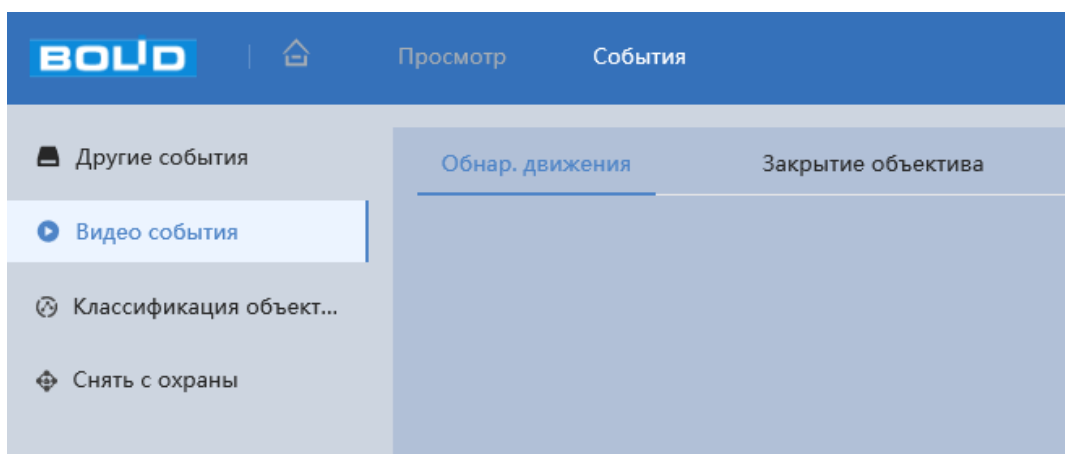 BOLID Просмотр События
Другие события
Обнар. движения Закрытие объектива
Видео события
Классификация объект...
Снять с охраны